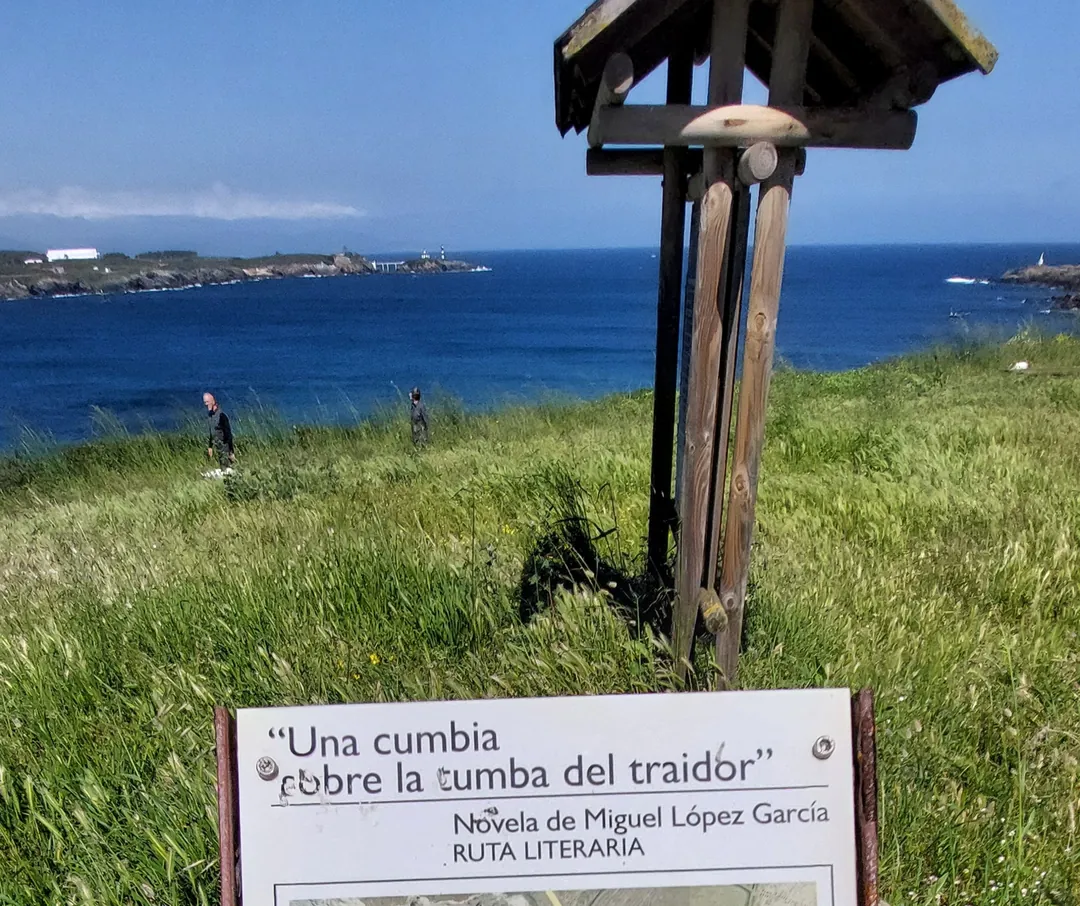 “Una cumbia
sobre la tumba del traidor”
Novela de Miguel López García
RUTA LITERARIA